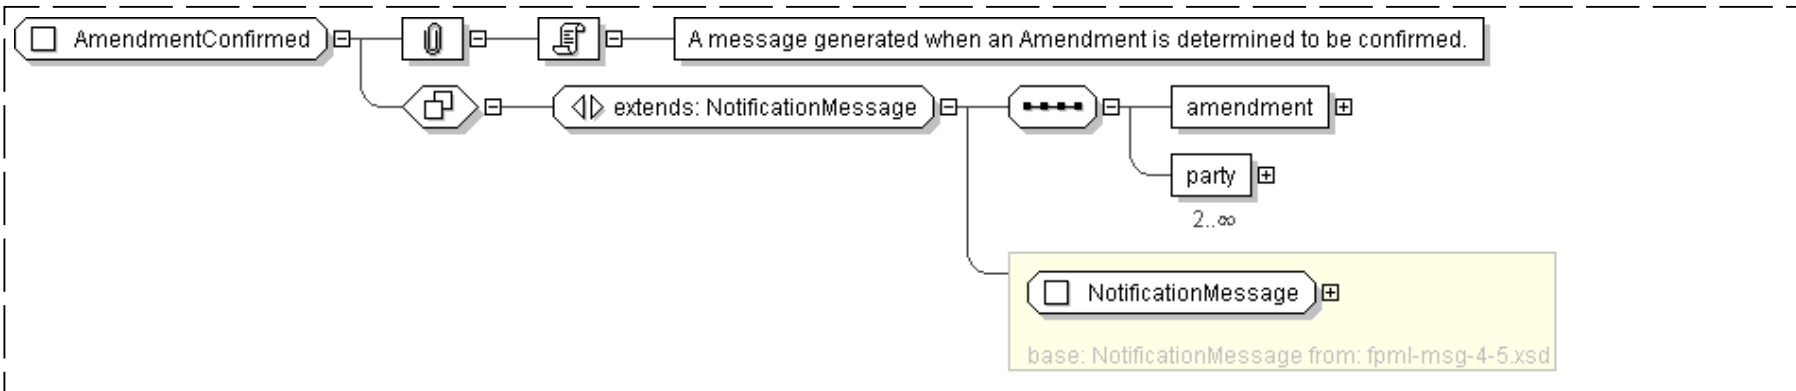 AmendmentConfirmed
A message generated when an Amendment is determined to be confirmed.
extends: NotificationMessage
amendment
party
2..∞
NotificationMessage
base: NotificationMessage from: fpml-msg-4-5.xsd